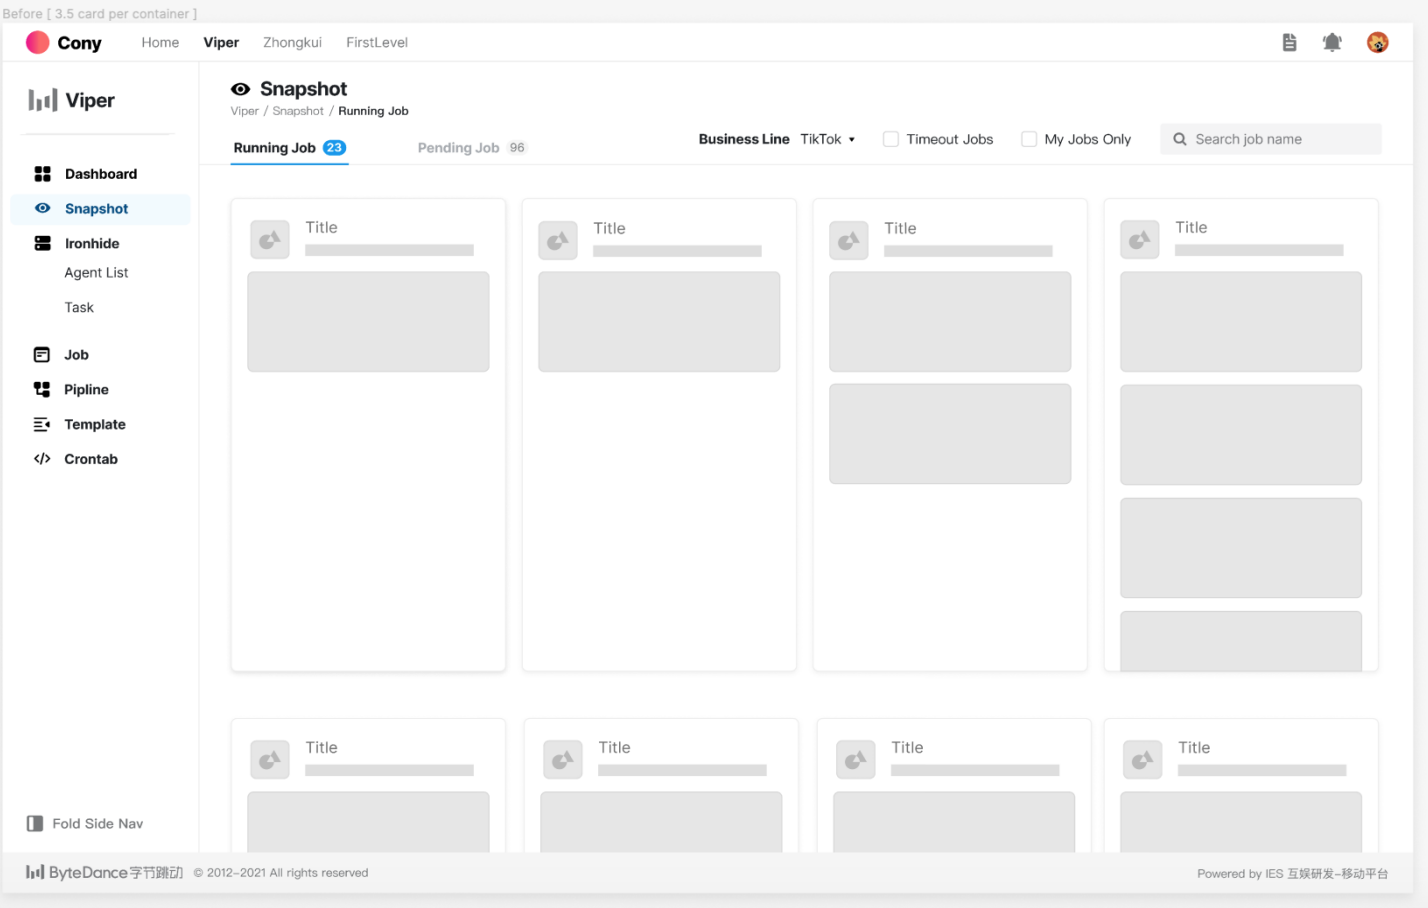 Before [ 3.5 card per container ]
Cony Home Viper Zhongkui FirstLevel
Viper
Snapshot
Viper / Snapshot / Running Job
Running Job 23 Pending Job 96 Business Line TikTok Timeout Jobs My Jobs Only Search job name
Dashboard
Snapshot
Ironhide
Agent List
Task
Job
Pipline
Template
Crontab
Title Title Title Title
Title Title Title Title
Fold Side Nav
ByteDance字节跳动 © 2012–2021 All rights reserved Powered by IES 互娱研发-移动平台